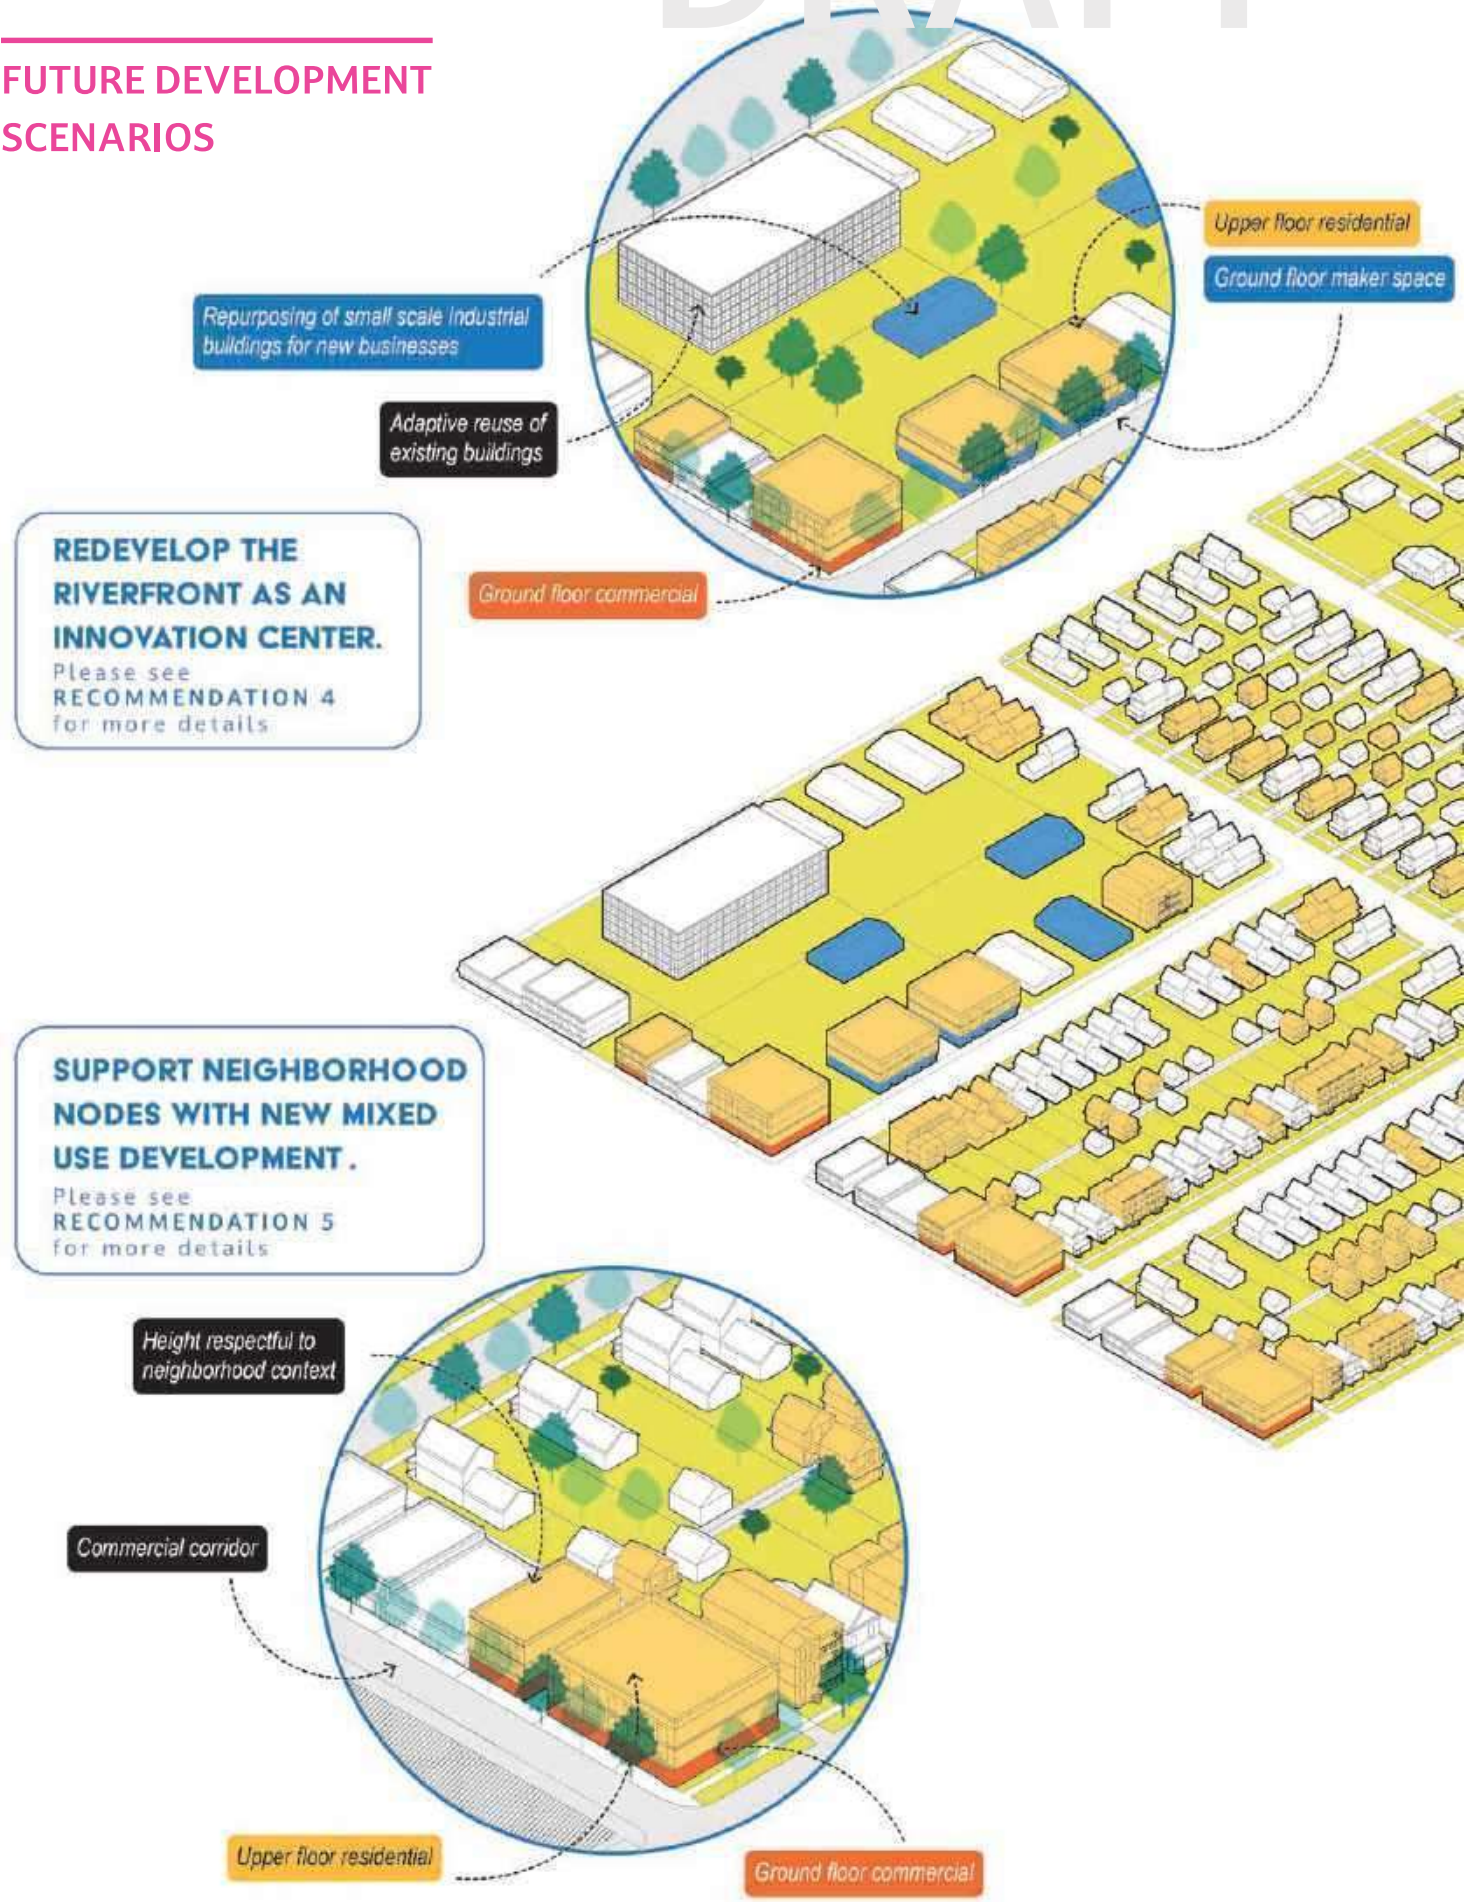 DRAFT
FUTURE DEVELOPMENT
SCENARIOS
Upper floor residential
Ground floor maker space
Repurposing of small scale industrial
buildings for new businesses
Adaptive reuse of
existing buildings
Ground floor commercial
REDEVELOP THE
RIVERFRONT AS AN
INNOVATION CENTER.
Please see
RECOMMENDATION 4
for more details
SUPPORT NEIGHBORHOOD
NODES WITH NEW MIXED
USE DEVELOPMENT.
Please see
RECOMMENDATION 5
for more details
Height respectful to
neighborhood context
Commercial corridor
Upper floor residential
Ground floor commercial